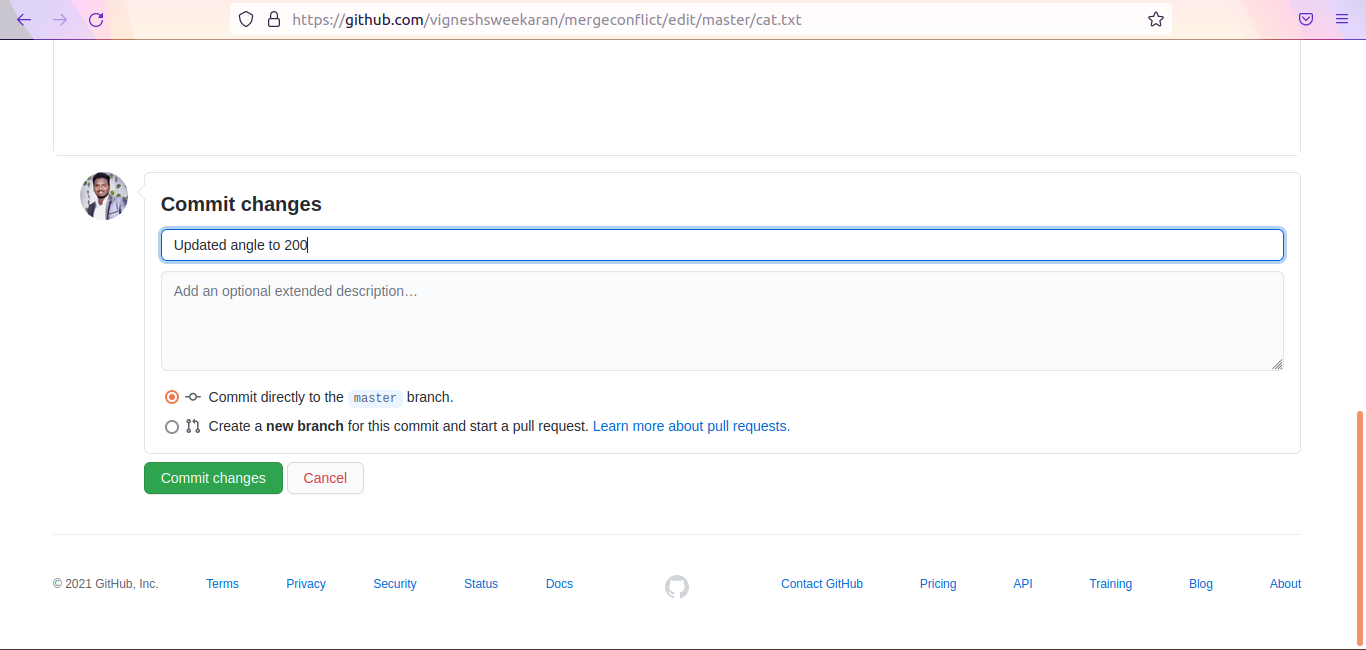 https://github.com/vigneshsweekaran/mergeconflict/edit/master/cat.txt
Commit changes
Updated angle to 200
Add an optional extended description…
Commit directly to the master branch.
Create a new branch for this commit and start a pull request. Learn more about pull requests.
Commit changes Cancel
© 2021 GitHub, Inc. Terms Privacy Security Status Docs Contact GitHub Pricing API Training Blog About